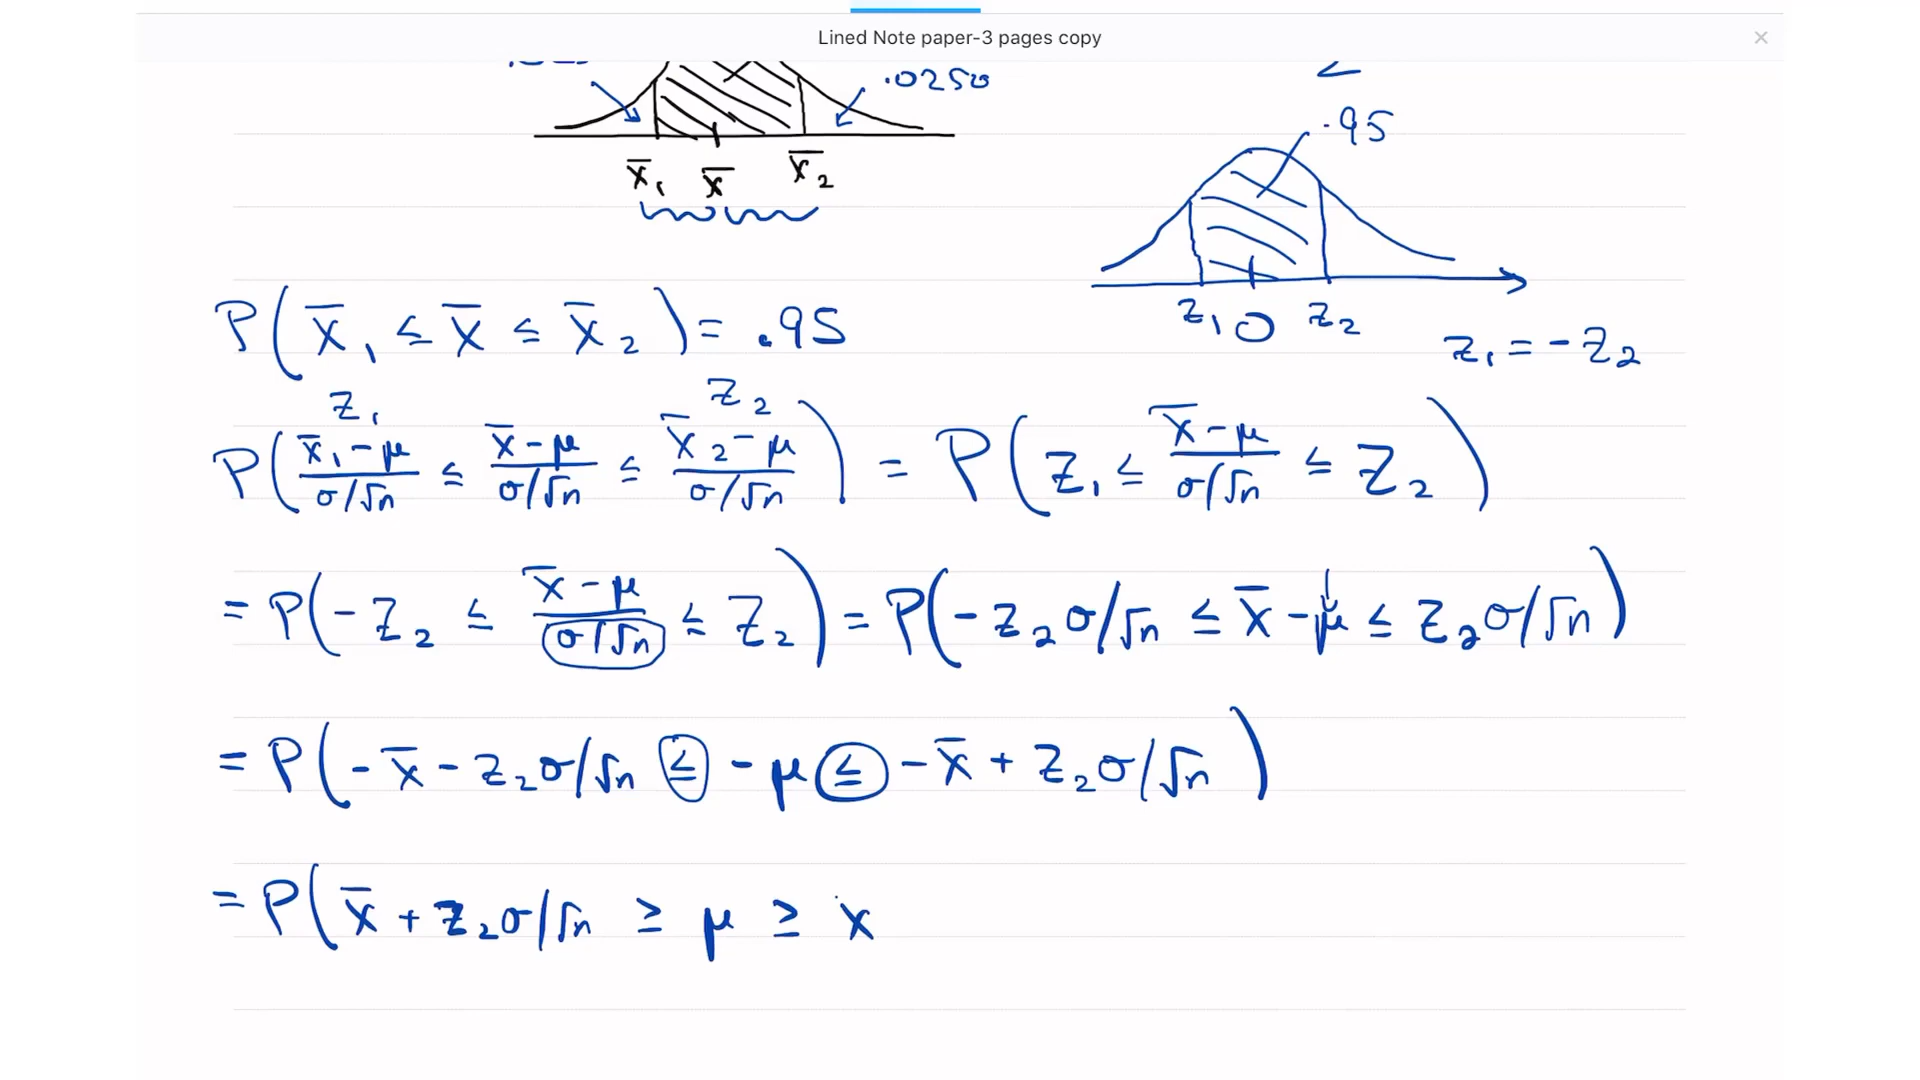 Lined Note paper-3 pages copy
.0250
.95
x̄₁ x̄ x̄₂
z₁ 0 z₂
z₁ = -z₂
P(x̄₁ ≤ x̄ ≤ x̄₂) = .95
z₁ z₂
P((x̄₁-μ)/(σ/√n) ≤ (x̄-μ)/(σ/√n) ≤ (x̄₂-μ)/(σ/√n)) = P(z₁ ≤ (x̄-μ)/(σ/√n) ≤ z₂)
= P(-z₂ ≤ (x̄-μ)/(σ/√n) ≤ z₂) = P(-z₂σ/√n ≤ x̄-μ ≤ z₂σ/√n)
= P(-x̄ - z₂σ/√n ≤ -μ ≤ -x̄ + z₂σ/√n)
= P(x̄ + z₂σ/√n ≥ μ ≥ x